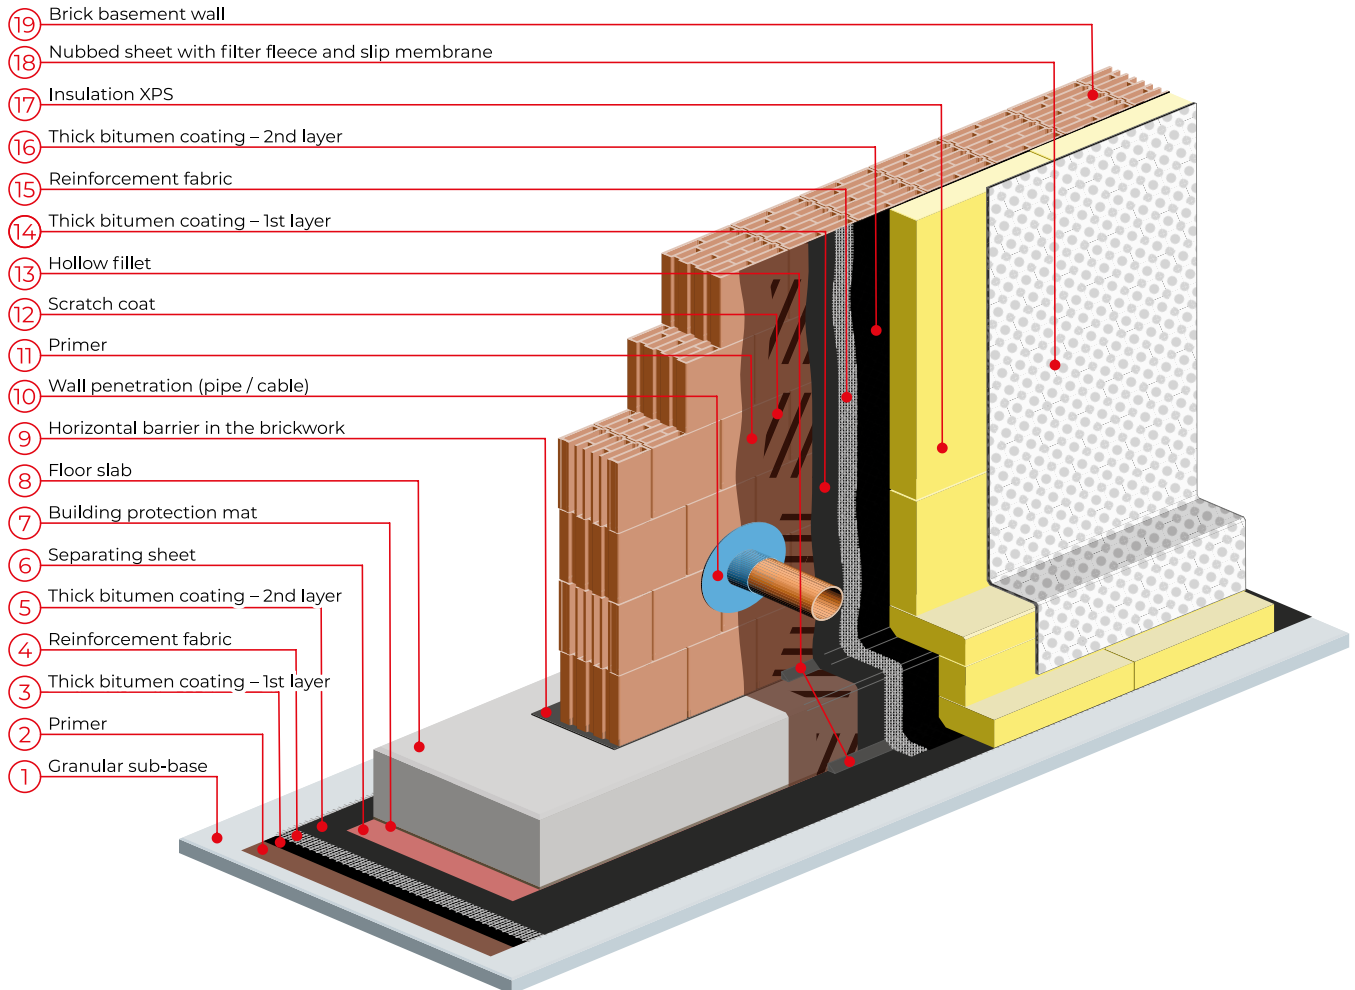 19 Brick basement wall
18 Nubbed sheet with filter fleece and slip membrane
17 Insulation XPS
16 Thick bitumen coating – 2nd layer
15 Reinforcement fabric
14 Thick bitumen coating – 1st layer
13 Hollow fillet
12 Scratch coat
11 Primer
10 Wall penetration (pipe / cable)
9 Horizontal barrier in the brickwork
8 Floor slab
7 Building protection mat
6 Separating sheet
5 Thick bitumen coating – 2nd layer
4 Reinforcement fabric
3 Thick bitumen coating – 1st layer
2 Primer
1 Granular sub-base